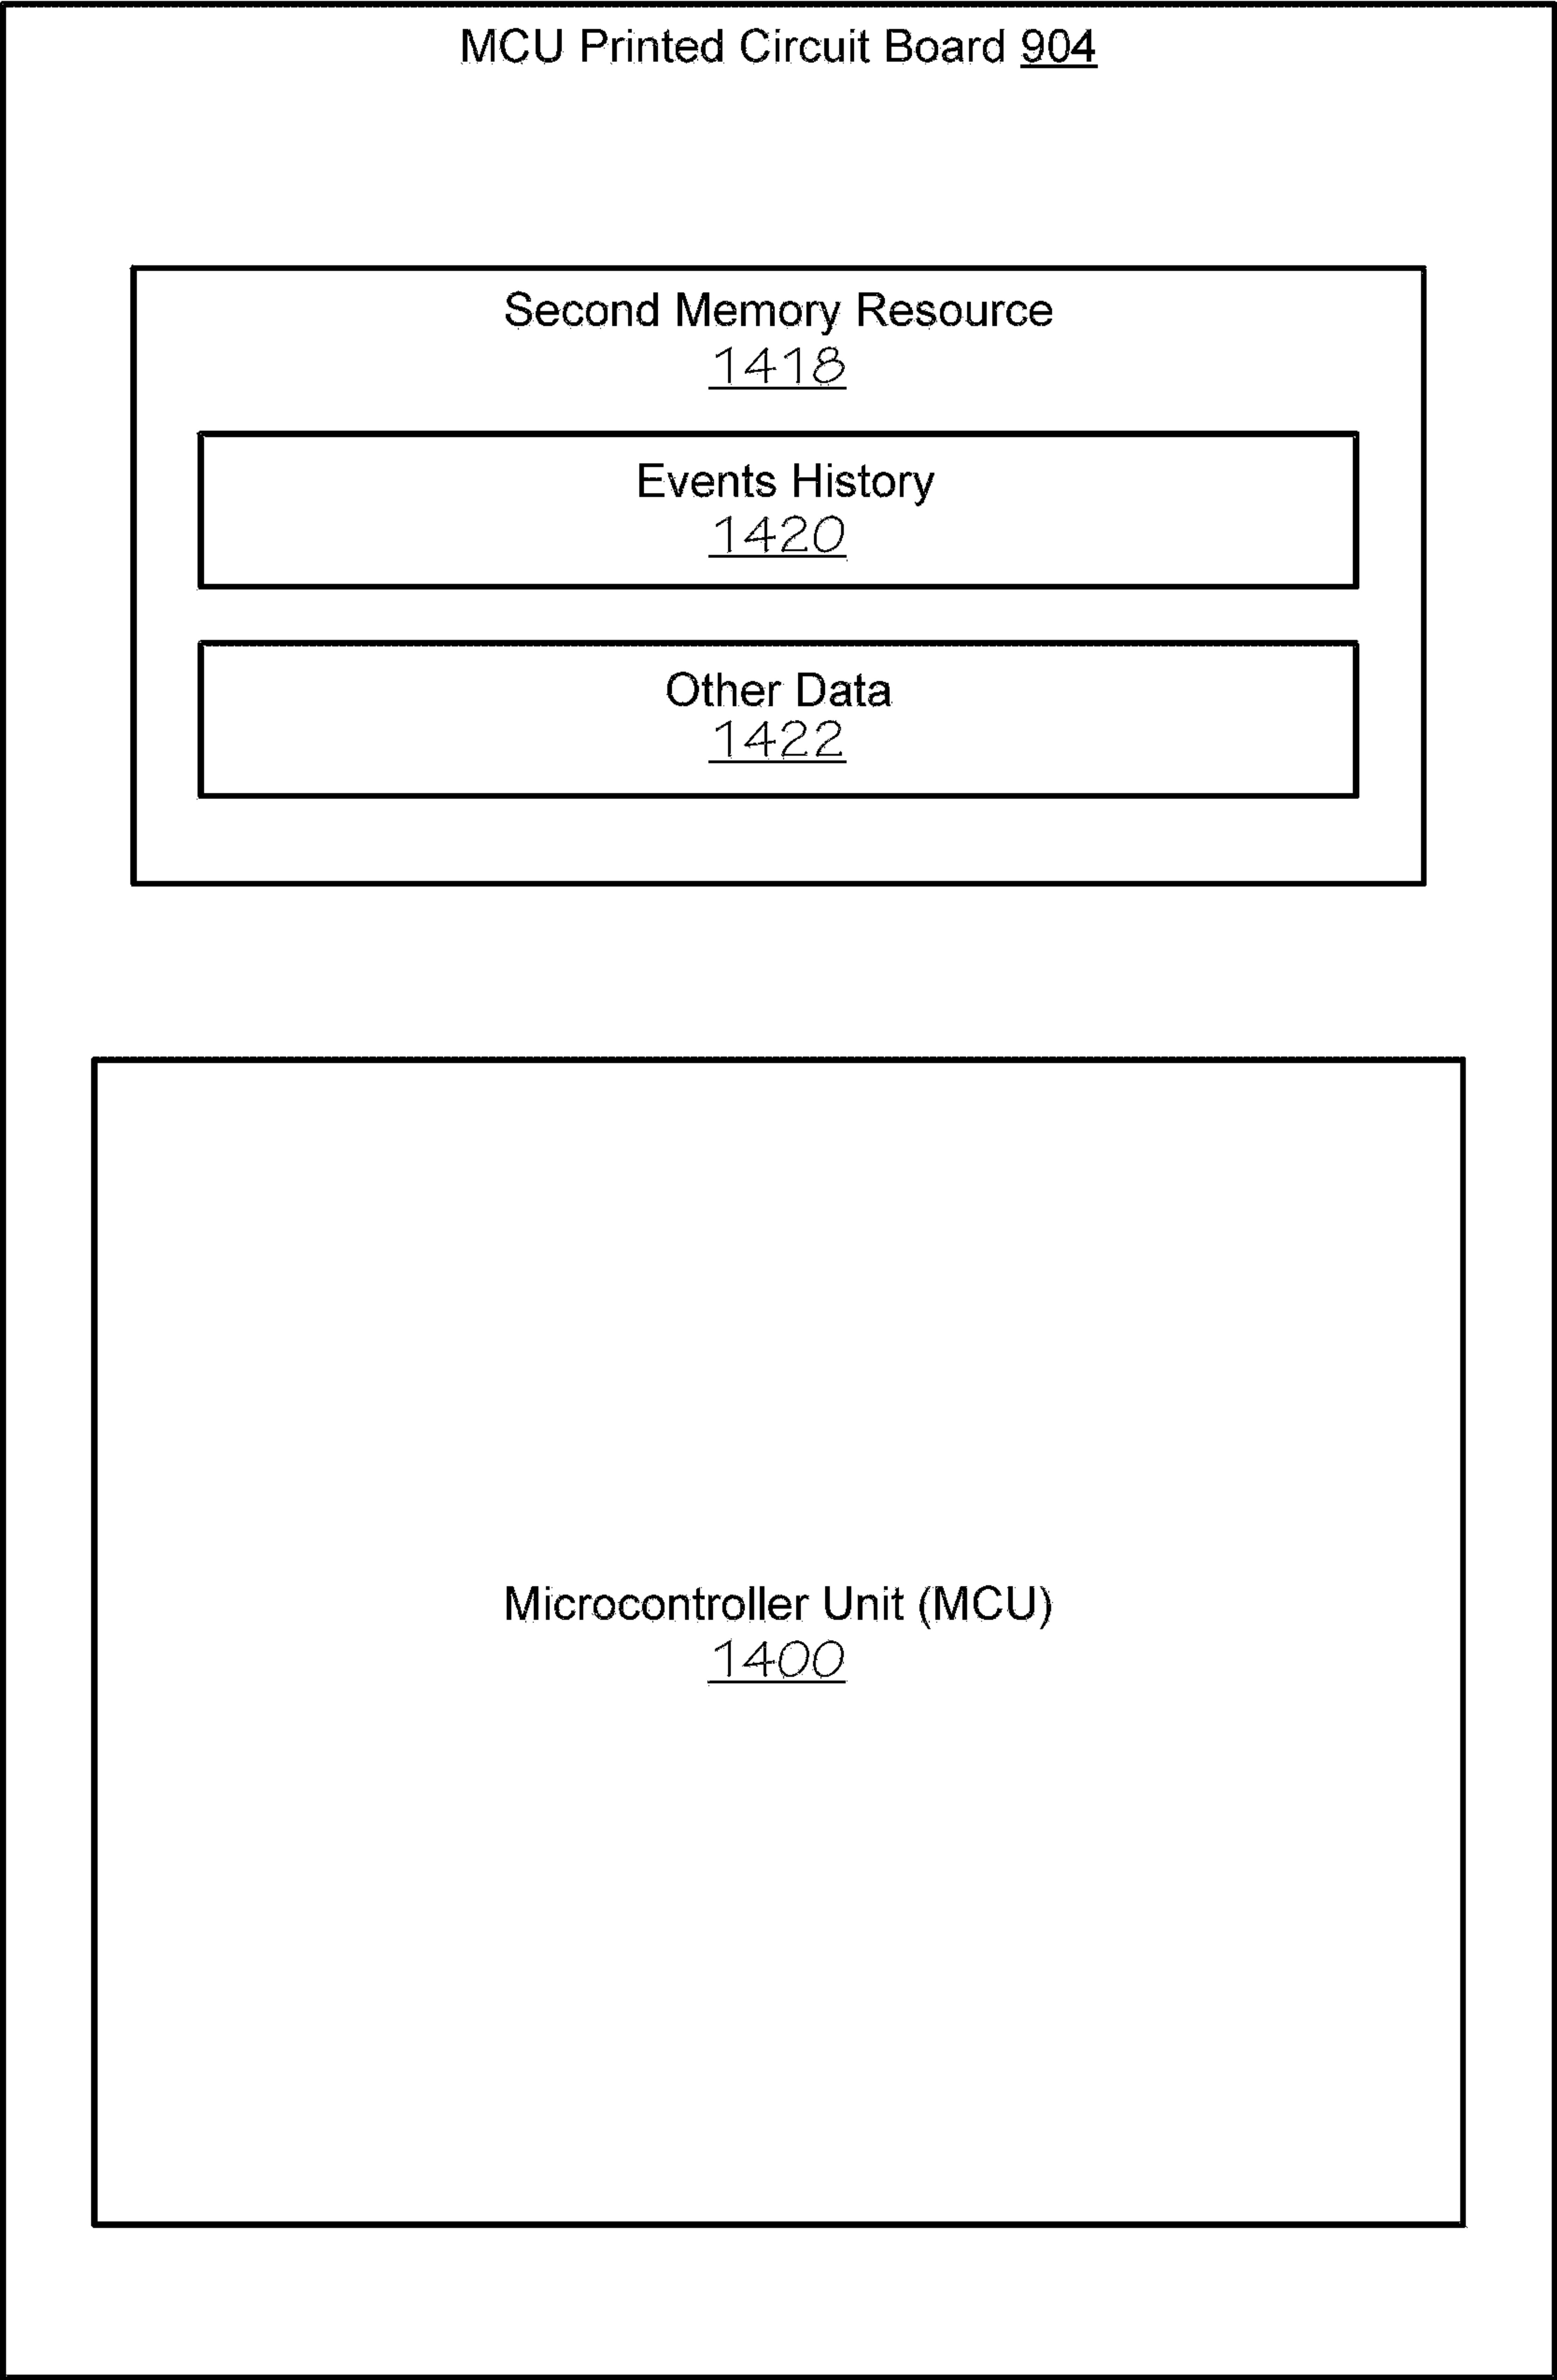 MCU Printed Circuit Board 904
Second Memory Resource
1418
Events History
1420
Other Data
1422
Microcontroller Unit (MCU)
1400